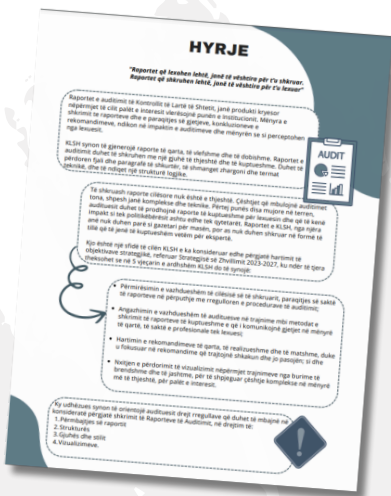 HYRJE
"Raportet që lexohen lehtë, janë të vështira për t'u shkruar.
Raportet që shkruhen lehtë, janë të vështira për t'u lexuar"
Raportet e auditimit të Kontrollit të Lartë të Shtetit, janë produkti kryesor
nëpërmjet të cilit palët e interesit vlerësojnë punën e institucionit. Mënyra e
shkrimit të raporteve dhe e paraqitjes së gjetjeve, konkluzioneve e
rekomandimeve, ndikon në impaktin e auditimeve dhe mënyrën se si perceptohen
nga lexuesit.
KLSH synon të gjenerojë raporte të qarta, të vlefshme dhe të dobishme. Raportet e
auditimit duhet të shkruhen me një gjuhë të thjeshtë dhe të kuptueshme. Duhet të
përdoren fjali dhe paragrafë të shkurtër, të shmanget zhargoni dhe termat
teknikë, dhe të ndiqet një strukturë logjike.
AUDIT
Të shkruash raporte cilësore nuk është e thjeshtë. Çështjet që mbulojnë auditimet
tona, shpesh janë komplekse dhe teknike. Përtej punës disa mujore në terren,
audituesit duhet të prodhojnë raporte të kuptueshme për lexuesin dhe që të kenë
impakt si tek politikëbërësit ashtu edhe tek qytetarët. Raportet e KLSH, nga njëra
anë nuk duhen parë si gazetari për masën, por as nuk duhen shkruar në formë të
tillë që të jenë të kuptueshëm vetëm për ekspertë.
Kjo është një sfidë të cilën KLSH e ka konsideruar edhe përgjatë hartimit të
objektivave strategjikë, referuar Strategjisë së Zhvillimit 2023-2027, ku ndër të tjera
theksohet se në 5 vjeçarin e ardhshëm KLSH do të synojë:
• Përmirësimin e vazhdueshëm të cilësisë së të shkruarit, paraqitjes së saktë
të raporteve në përputhje me rregulloren e procedurave të auditimit;
• Angazhimin e vazhdueshëm të audituesve në trajnime mbi metodat e
shkrimit të raporteve të kuptueshme e që i komunikojnë gjetjet në mënyrë
të qartë, të saktë e profesionale tek lexuesi;
• Hartimin e rekomandimeve të qarta, të realizueshme dhe të matshme, duke
u fokusuar në rekomandime që trajtojnë shkakun dhe jo pasojën; si dhe
• Nxitjen e përdorimit të vizualizimit nëpërmjet trajnimeve nga burime të
brendshme dhe të jashtme, për të shpjeguar çështje komplekse në mënyrë
më të thjeshtë, për palët e interesit.
Ky udhëzues synon të orientojë audituesit drejt rregullave që duhet të mbajnë në
konsideratë përgjatë shkrimit të Raporteve të Auditimit, në drejtim të:
1. Përmbajtjes së raportit
2. Strukturës
3. Gjuhës dhe stilit
4. Vizualizimeve.